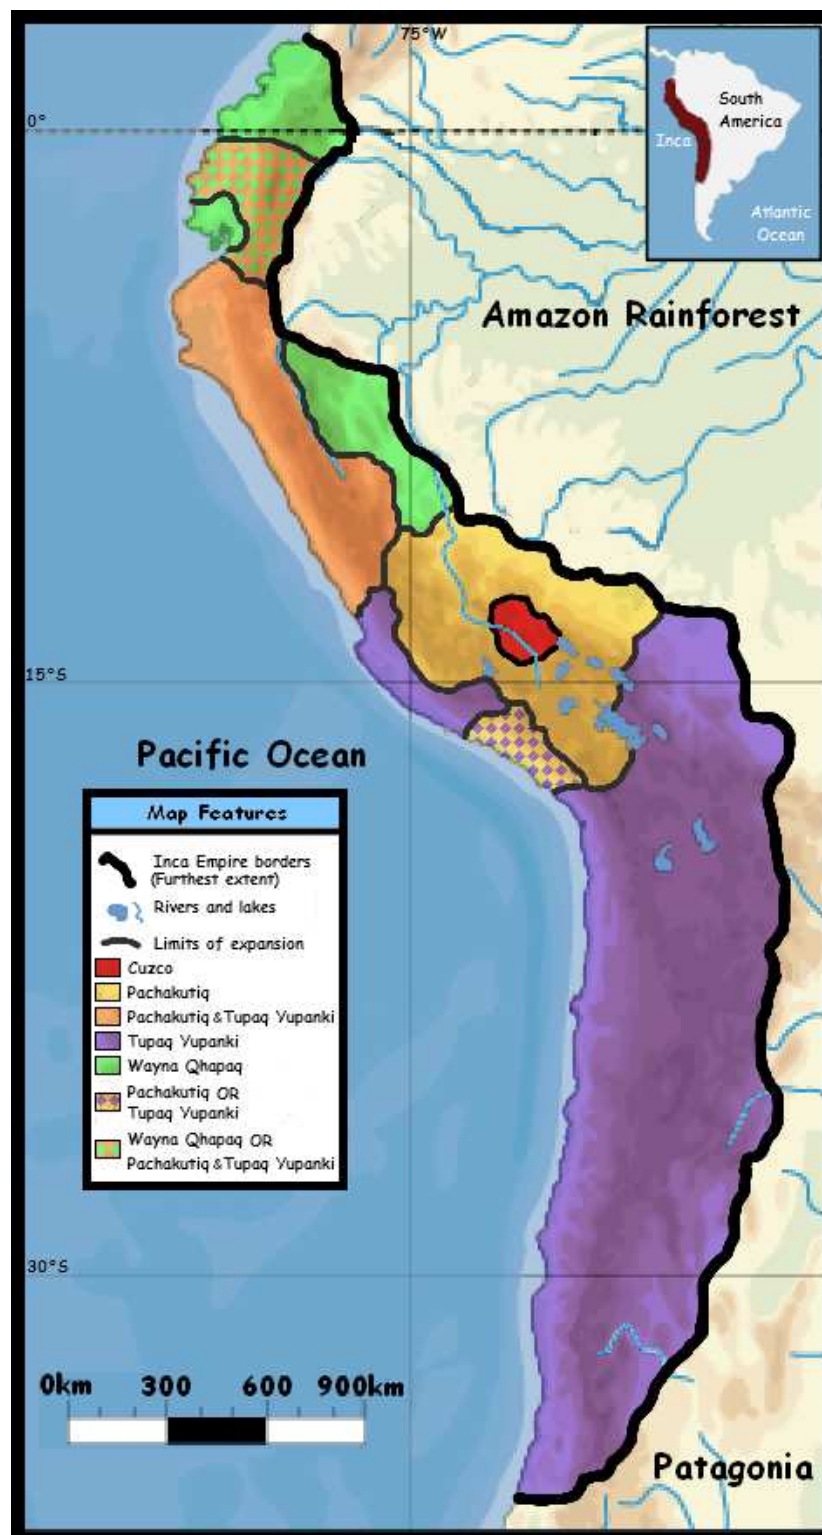 75°W
0°
South
America
Inca
Atlantic
Ocean
Amazon Rainforest
15°S
Pacific Ocean
Map Features
Inca Empire borders
(Furthest extent)
Rivers and lakes
Limits of expansion
Cuzco
Pachakutiq
Pachakutiq & Tupaq Yupanki
Tupaq Yupanki
Wayna Qhapaq
Pachakutiq OR
Tupaq Yupanki
Wayna Qhapaq OR
Pachakutiq & Tupaq Yupanki
30°S
0km 300 600 900km
Patagonia